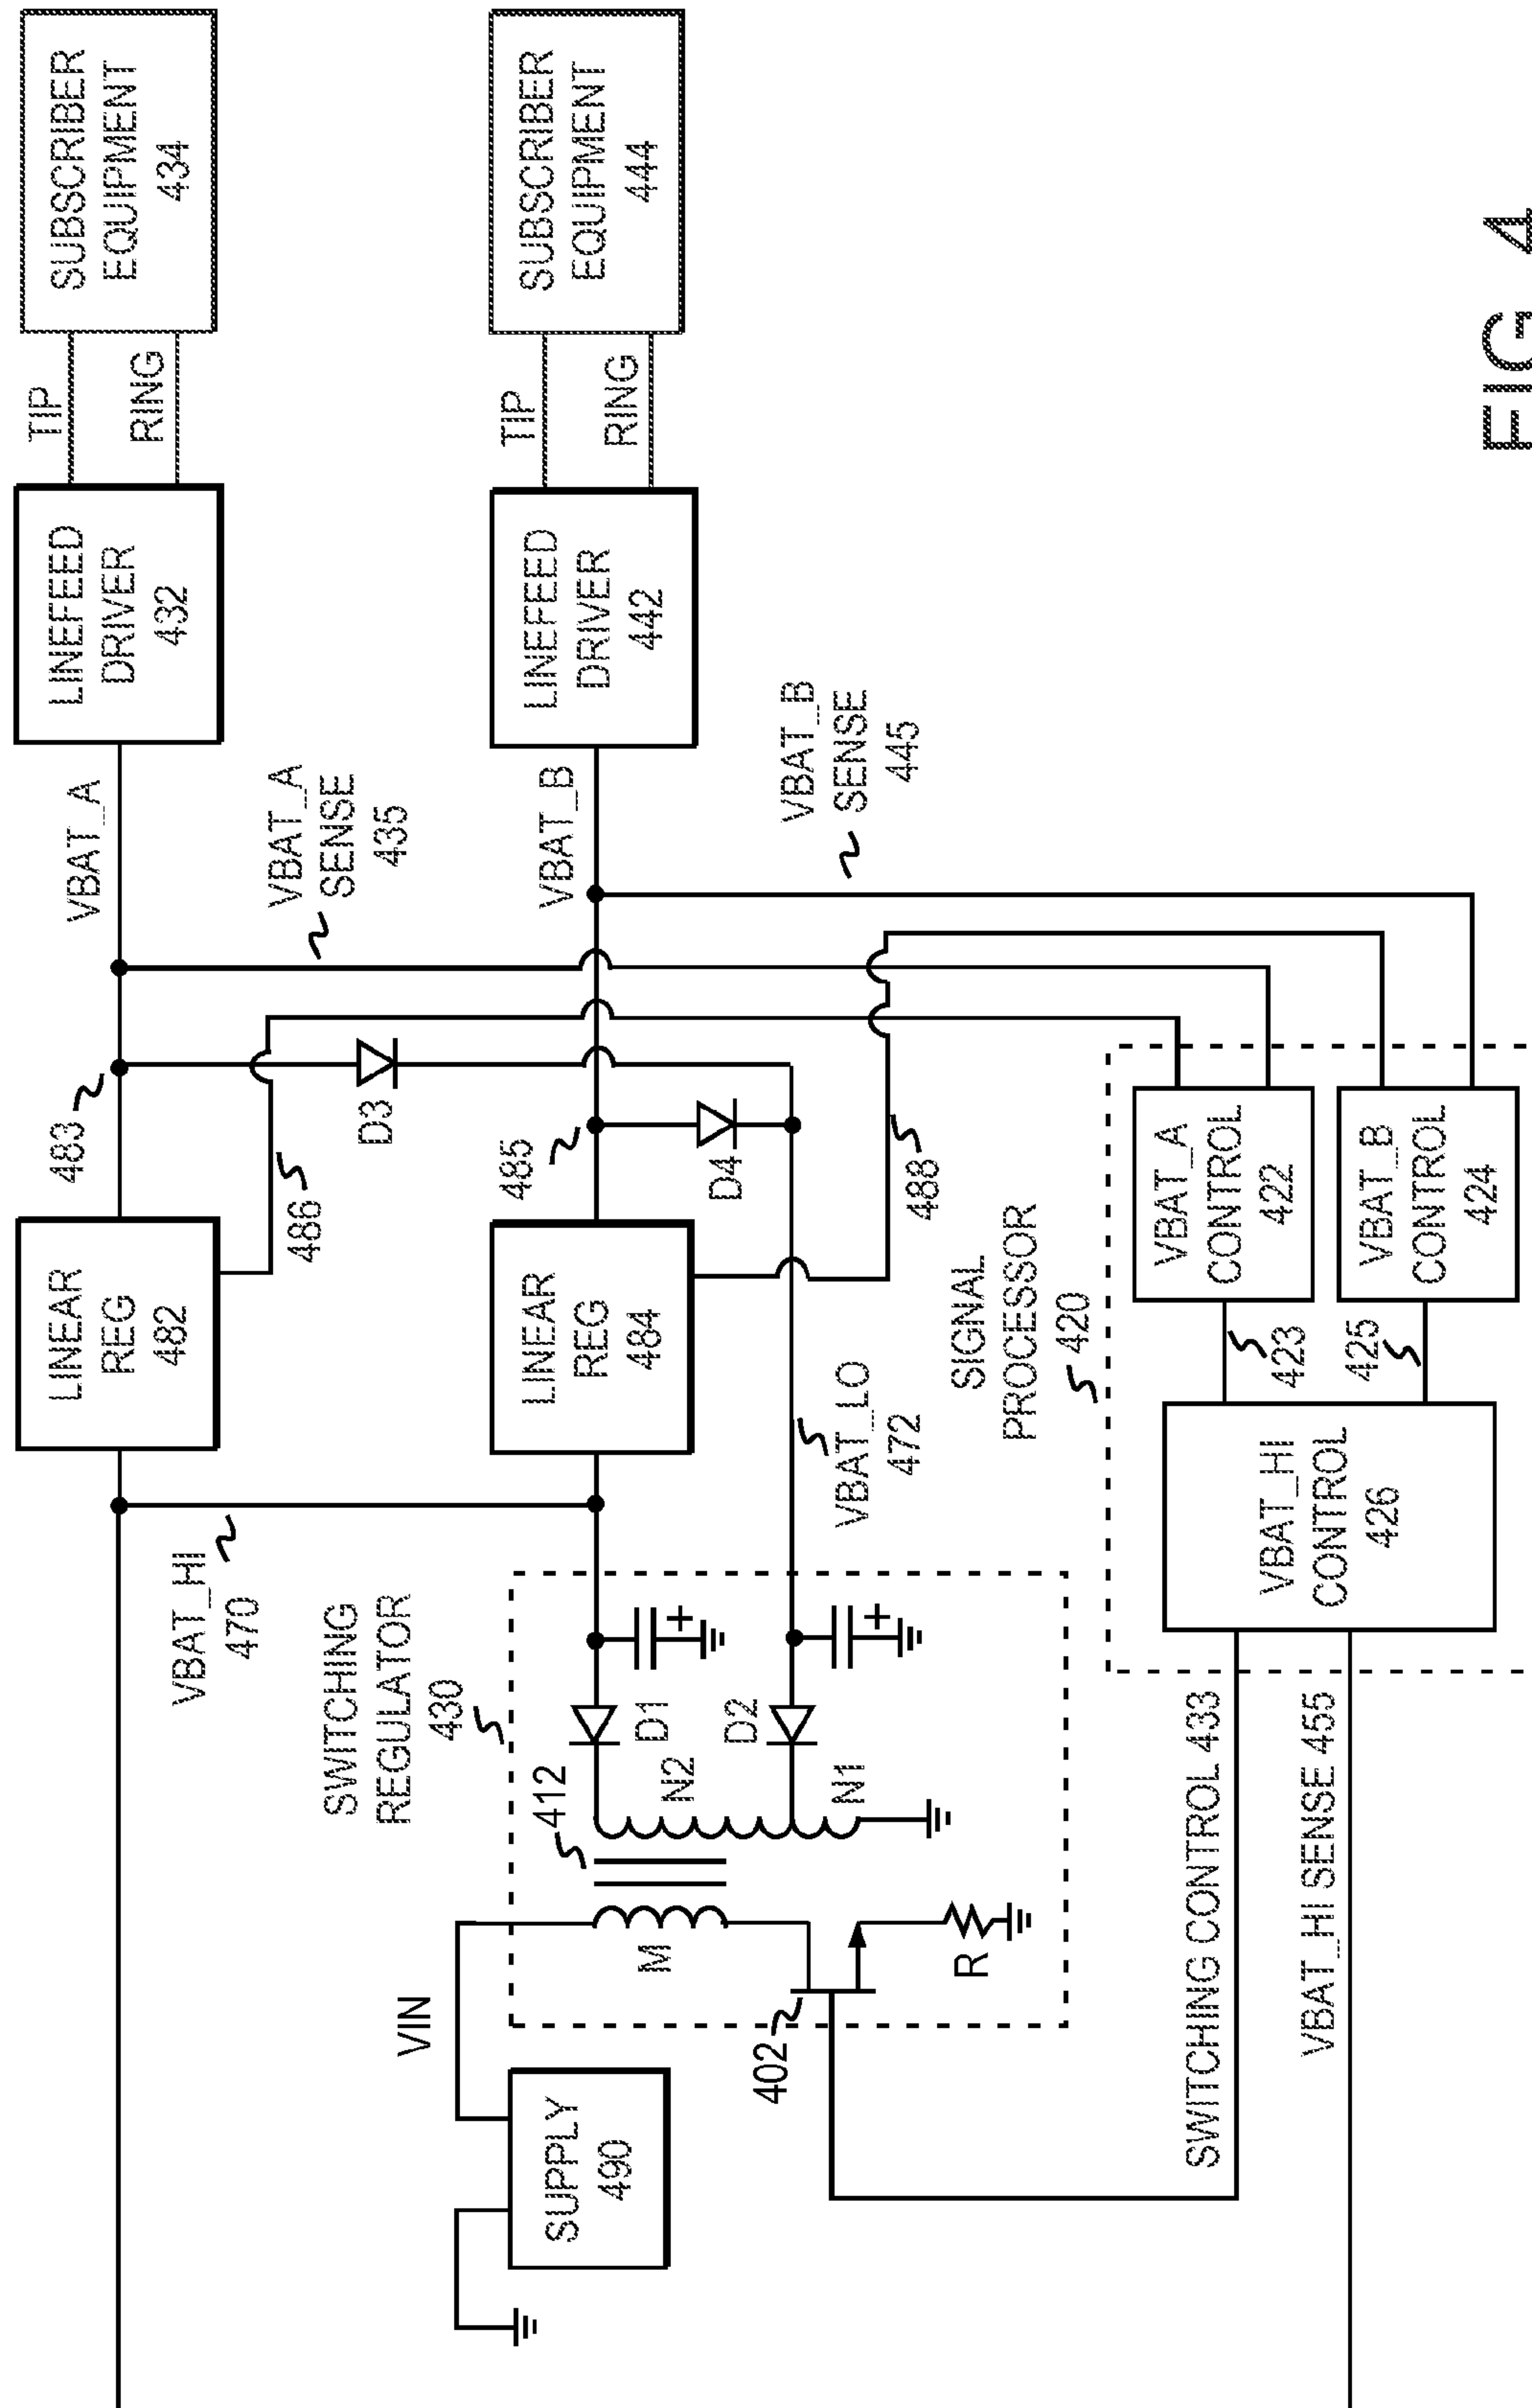 SUBSCRIBER
EQUIPMENT
434
SUBSCRIBER
EQUIPMENT
444
TIP
RING
TIP
RING
LINEFEED
DRIVER
432
LINEFEED
DRIVER
442
VBAT_A
VBAT_A
SENSE
435
VBAT_B
VBAT_B
SENSE
445
483
486
D3
485
D4
488
LINEAR
REG
482
LINEAR
REG
484
VBAT_HI
470
VBAT_LO
472
SIGNAL
PROCESSOR
420
VBAT_A
CONTROL
422
VBAT_B
CONTROL
424
423
425
VBAT_HI
CONTROL
426
SWITCHING
REGULATOR
430
412
D1
D2
N2
N1
+
+
M
R
402
VIN
SUPPLY
490
SWITCHING CONTROL 433
VBAT_HI SENSE 455
FIG 4